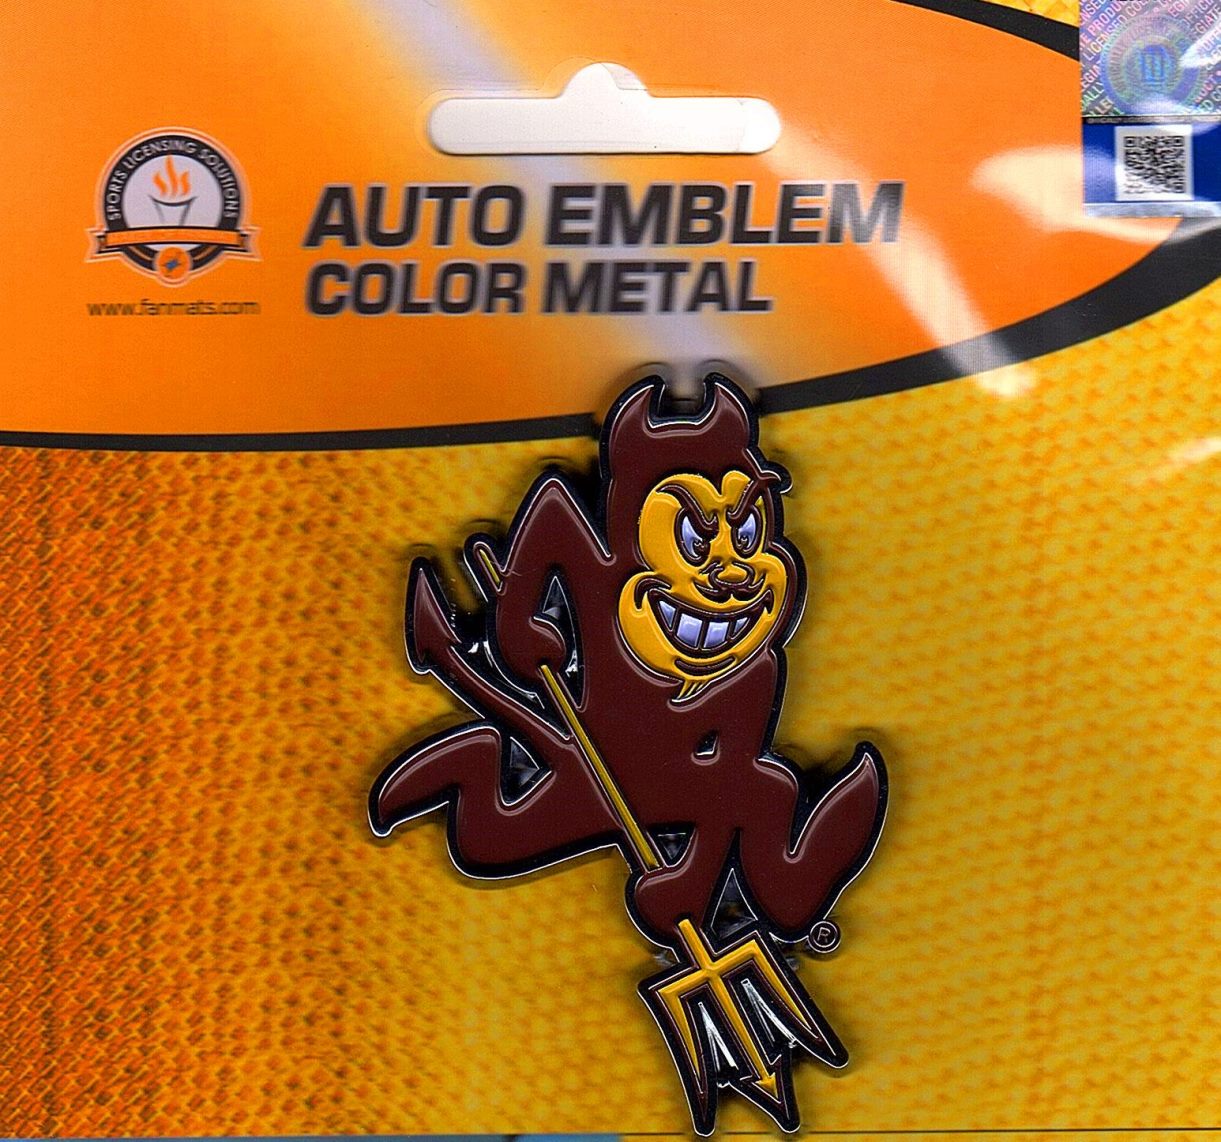 SPORTS LICENSING SOLUTIONS
www.fanmats.com
AUTO EMBLEM
COLOR METAL
®